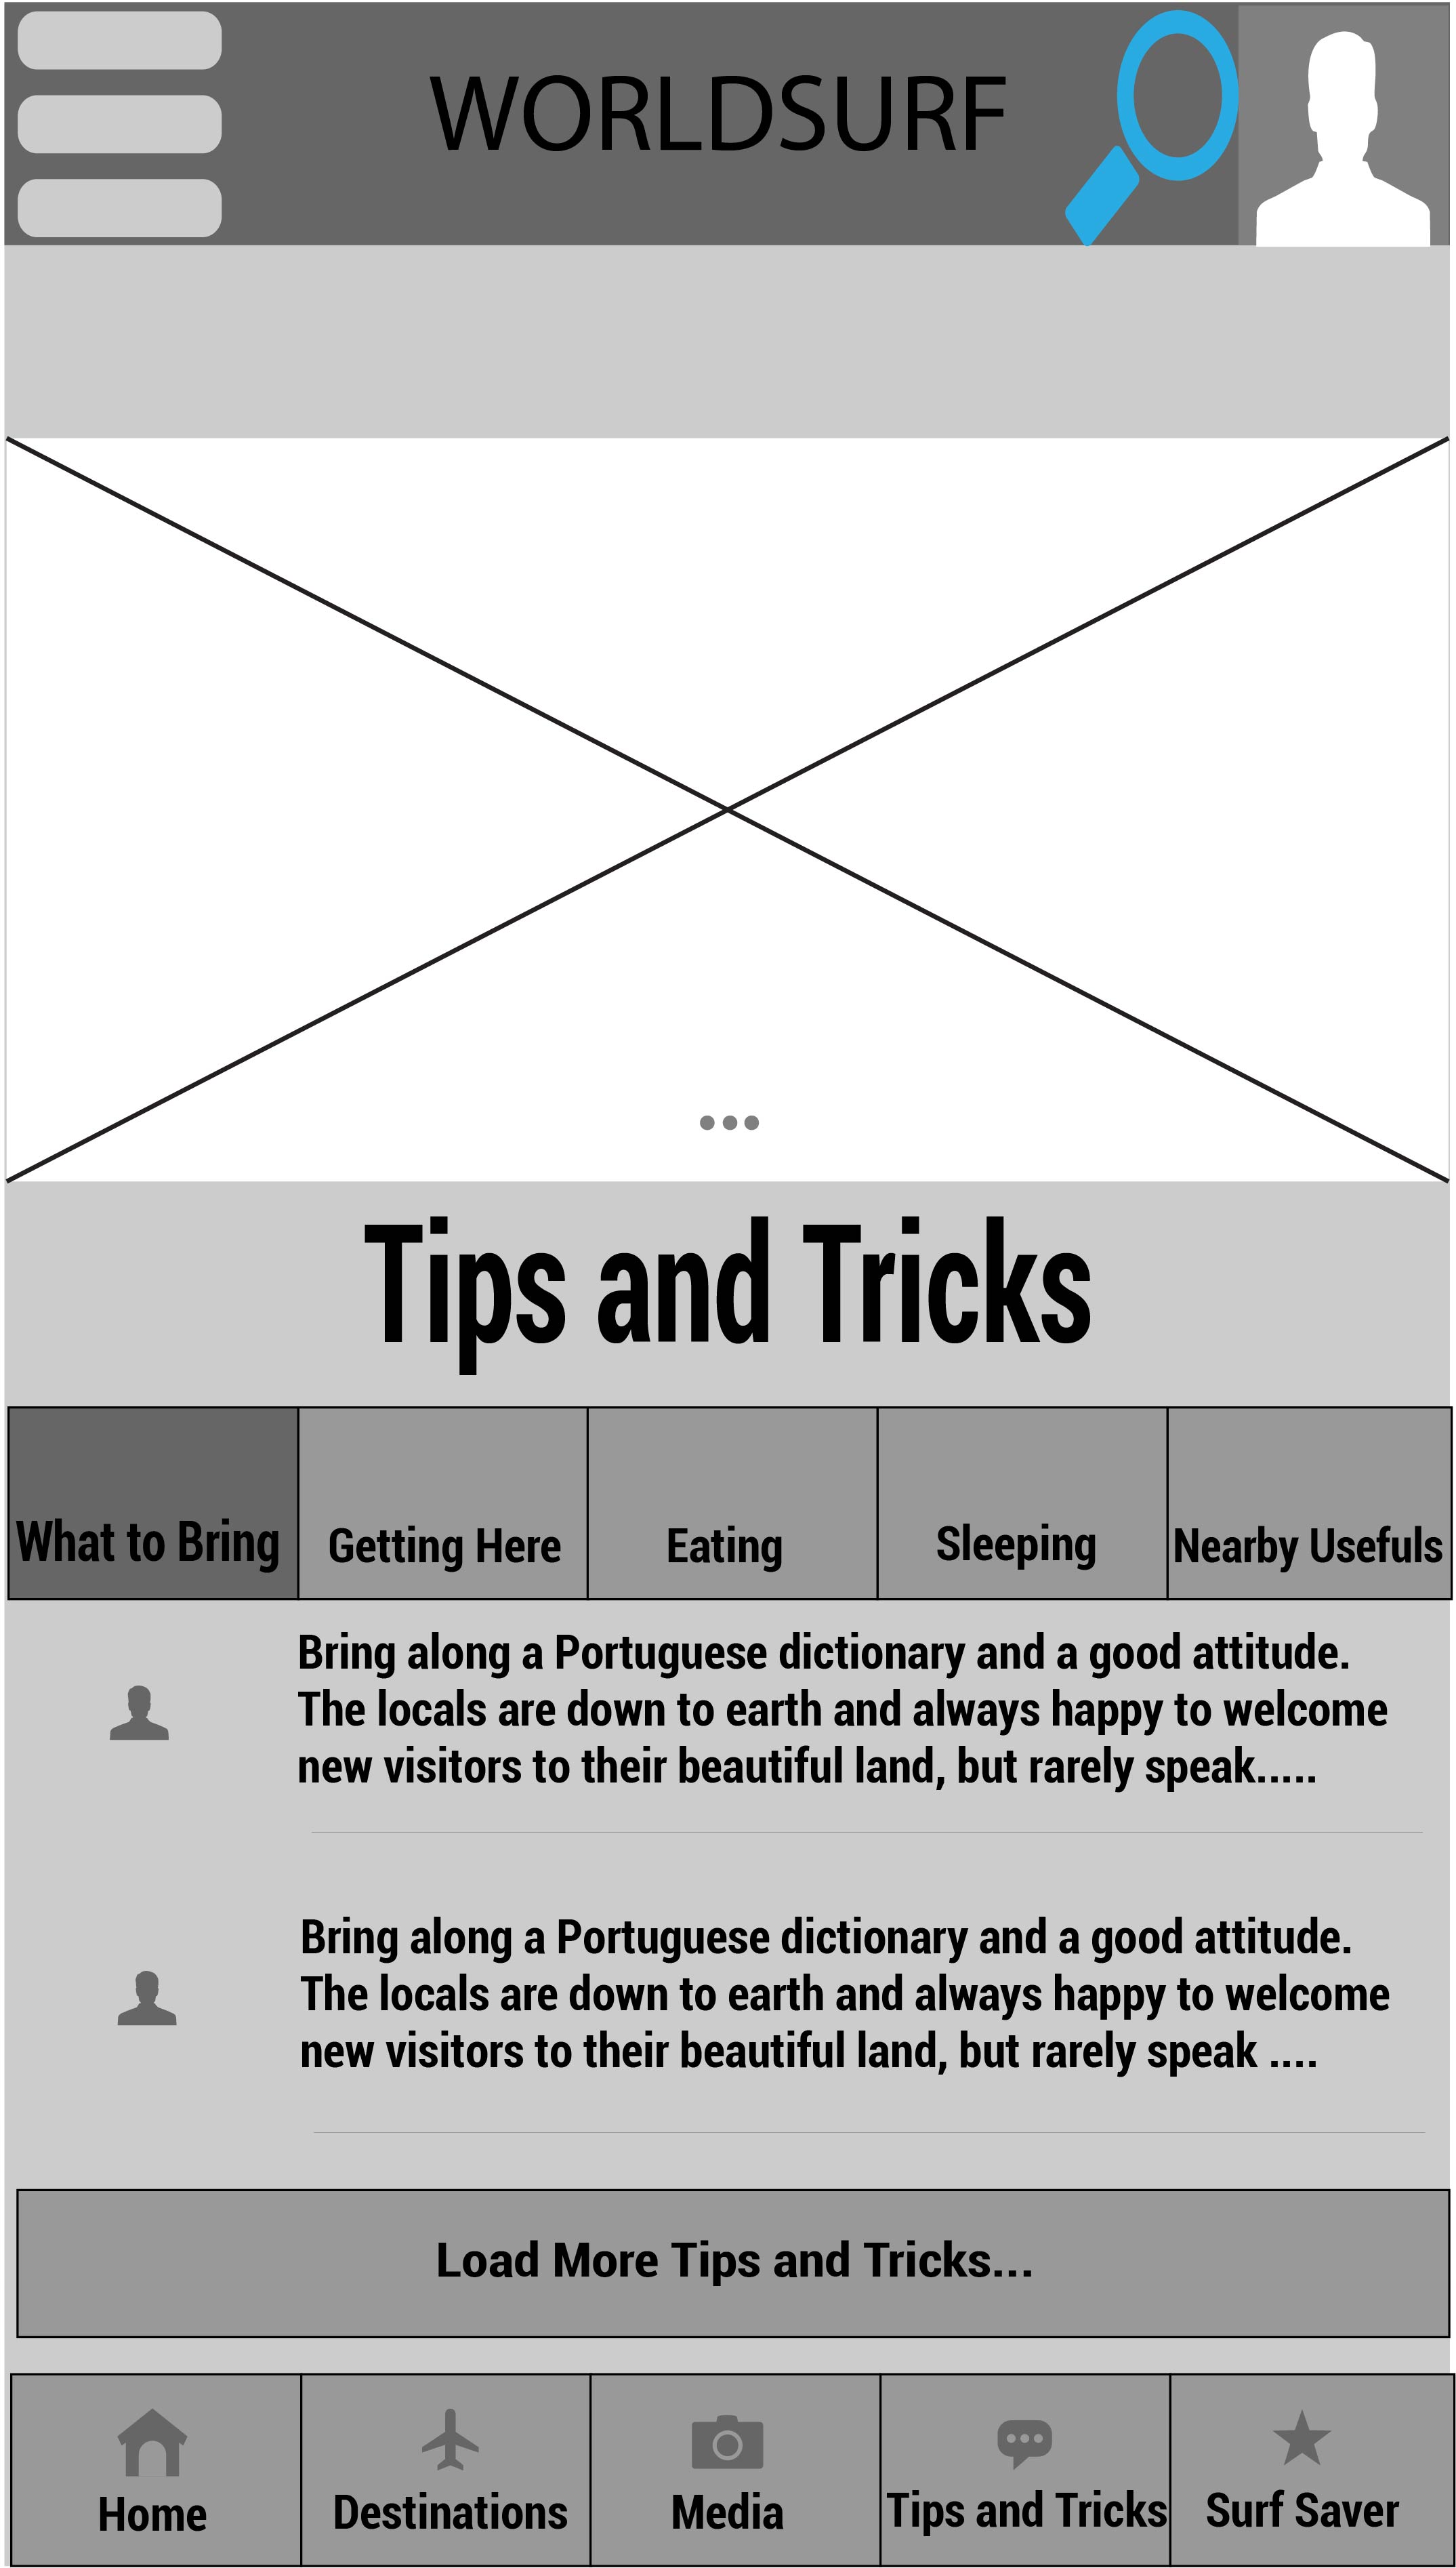 WORLDSURF
Tips and Tricks
What to Bring
Getting Here
Eating
Sleeping
Nearby Usefuls
Bring along a Portuguese dictionary and a good attitude.
The locals are down to earth and always happy to welcome
new visitors to their beautiful land, but rarely speak.....
Bring along a Portuguese dictionary and a good attitude.
The locals are down to earth and always happy to welcome
new visitors to their beautiful land, but rarely speak ....
Load More Tips and Tricks...
Home
Destinations
Media
Tips and Tricks
Surf Saver